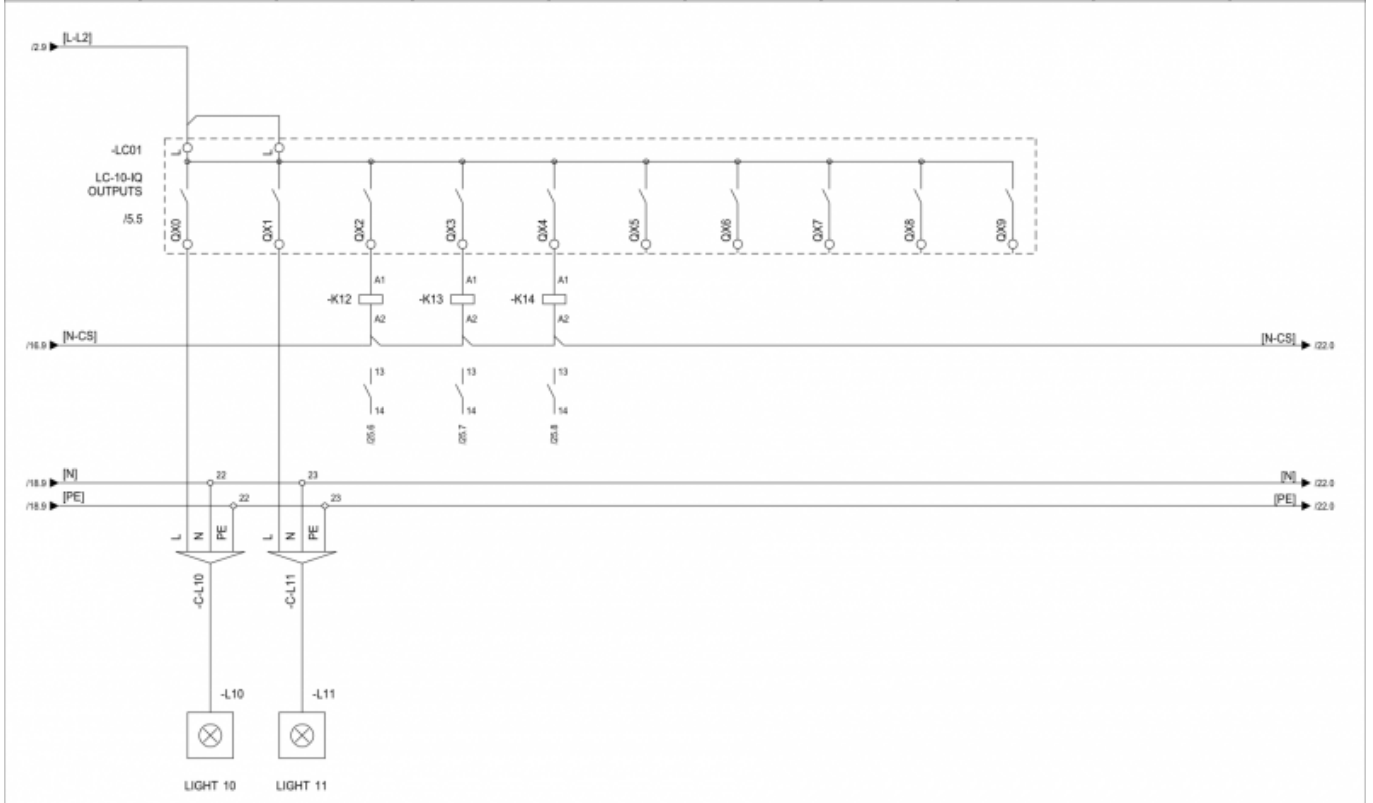 [L-L2]
/2.9
-LC01
L
L
LC-10-IQ
OUTPUTS
/5.5
QX0
QX1
QX2
QX3
QX4
QX5
QX6
QX7
QX8
QX9
A1
A1
A1
-K12
-K13
-K14
A2
A2
A2
[N-CS]
[N-CS]
/16.9
/22.0
13
13
13
14
14
14
/25.6
/25.7
/25.8
[N]
22
23
[N]
/18.9
/22.0
[PE]
22
23
[PE]
/18.9
/22.0
L
N
PE
L
N
PE
-C-L10
-C-L11
-L10
-L11
LIGHT 10
LIGHT 11